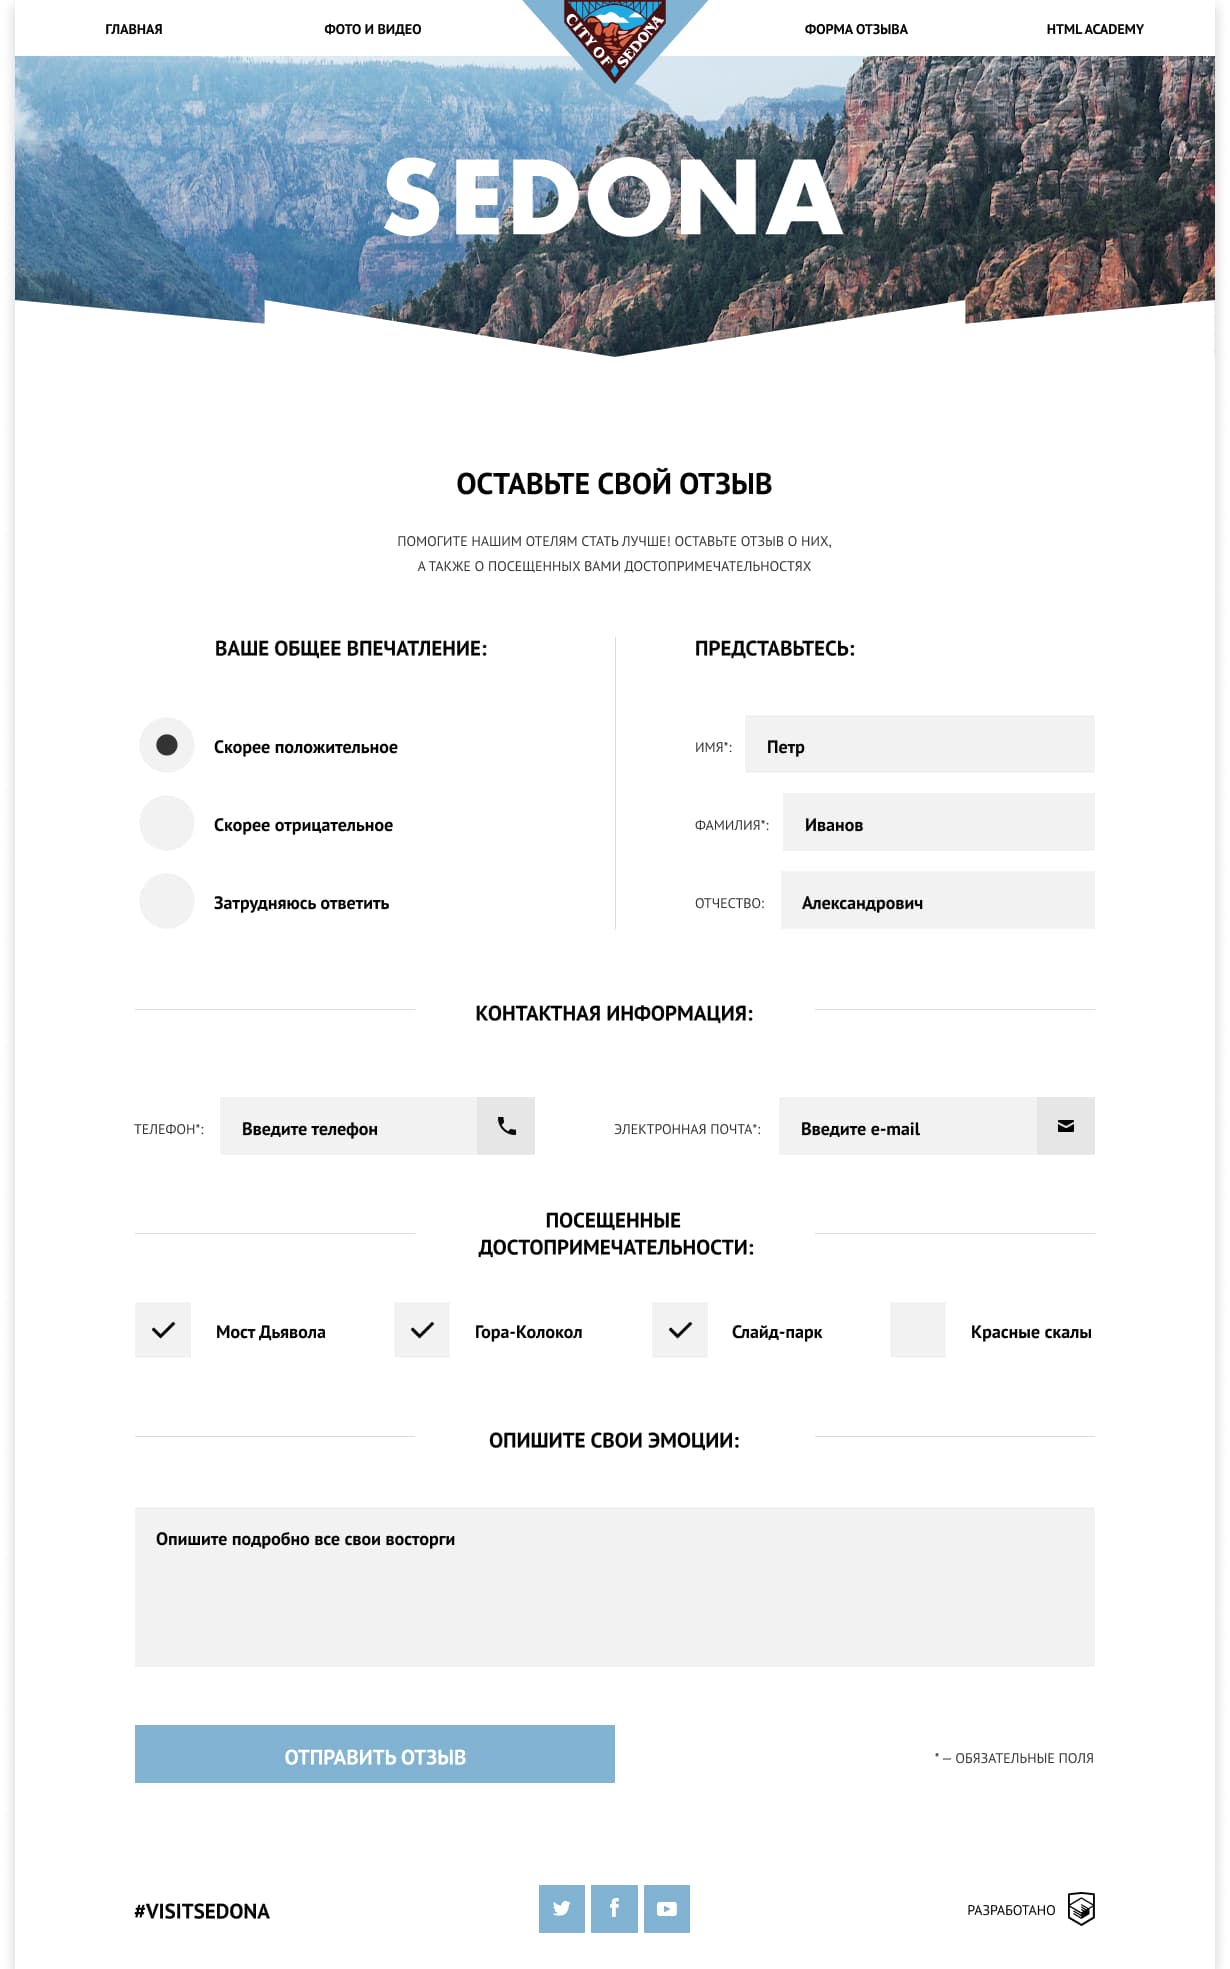 ГЛАВНАЯ
ФОТО И ВИДЕО
CITY OF SEDONA
ФОРМА ОТЗЫВА
HTML ACADEMY
SEDONA
ОСТАВЬТЕ СВОЙ ОТЗЫВ
ПОМОГИТЕ НАШИМ ОТЕЛЯМ СТАТЬ ЛУЧШЕ! ОСТАВЬТЕ ОТЗЫВ О НИХ,
А ТАКЖЕ О ПОСЕЩЕННЫХ ВАМИ ДОСТОПРИМЕЧАТЕЛЬНОСТЯХ
ВАШЕ ОБЩЕЕ ВПЕЧАТЛЕНИЕ:
Скорее положительное
Скорее отрицательное
Затрудняюсь ответить
ПРЕДСТАВЬТЕСЬ:
ИМЯ*: Петр
ФАМИЛИЯ*: Иванов
ОТЧЕСТВО: Александрович
КОНТАКТНАЯ ИНФОРМАЦИЯ:
ТЕЛЕФОН*: Введите телефон
ЭЛЕКТРОННАЯ ПОЧТА*: Введите e-mail
ПОСЕЩЕННЫЕ
ДОСТОПРИМЕЧАТЕЛЬНОСТИ:
Мост Дьявола
Гора-Колокол
Слайд-парк
Красные скалы
ОПИШИТЕ СВОИ ЭМОЦИИ:
Опишите подробно все свои восторги
ОТПРАВИТЬ ОТЗЫВ
* — ОБЯЗАТЕЛЬНЫЕ ПОЛЯ
#VISITSEDONA
РАЗРАБОТАНО